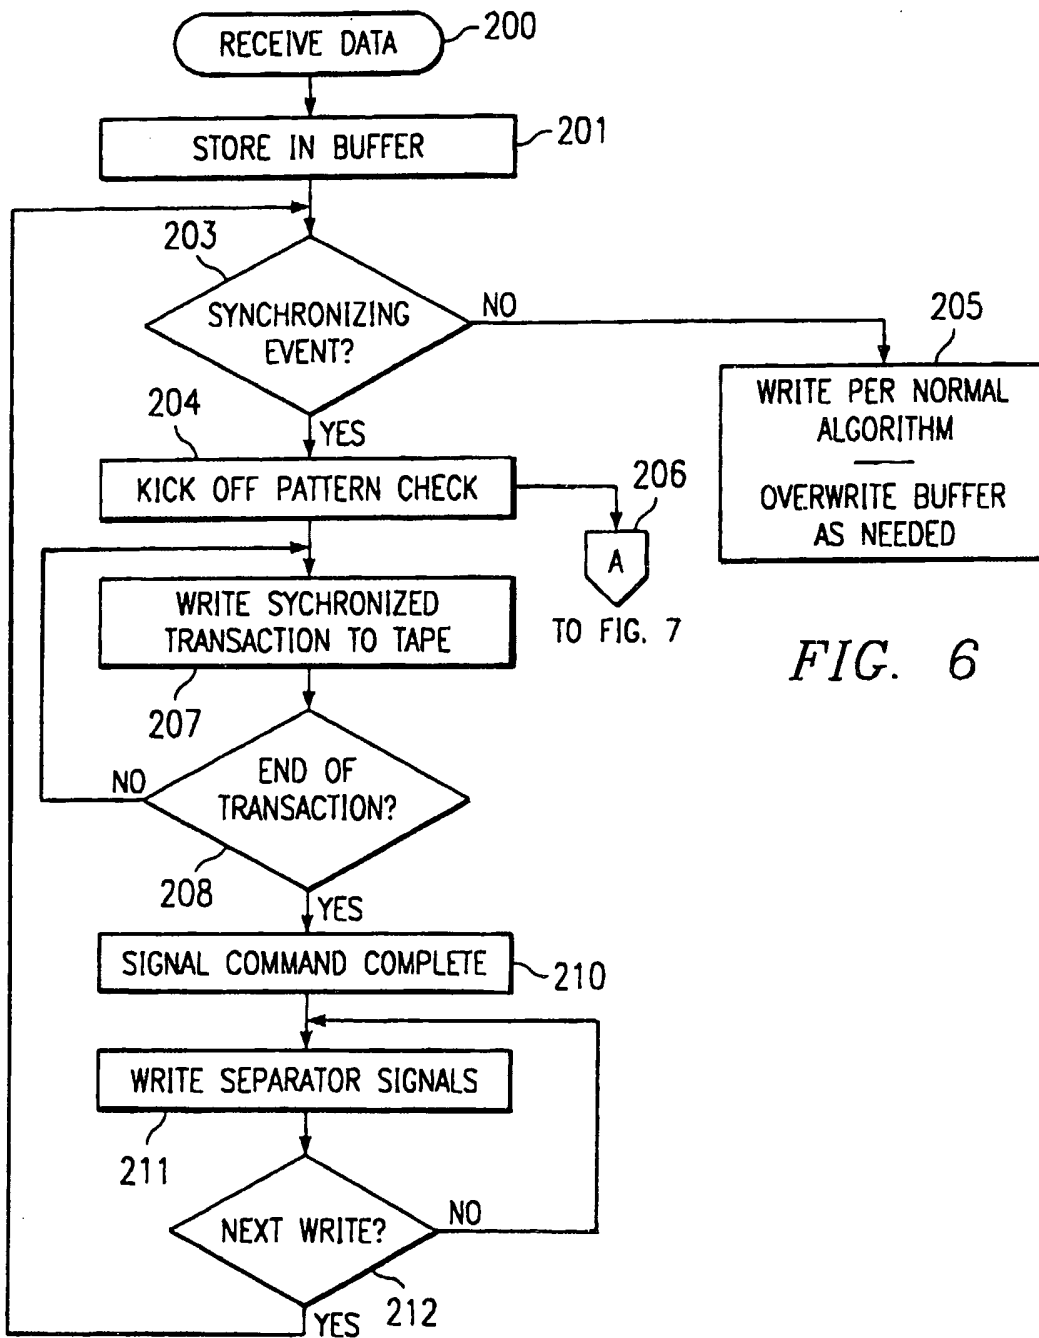 RECEIVE DATA
200
STORE IN BUFFER
201
203
SYNCHRONIZING
EVENT?
NO
YES
205
WRITE PER NORMAL
ALGORITHM
OVERWRITE BUFFER
AS NEEDED
204
KICK OFF PATTERN CHECK
206
A
TO FIG. 7
WRITE SYCHRONIZED
TRANSACTION TO TAPE
207
FIG. 6
END OF
TRANSACTION?
NO
208
YES
SIGNAL COMMAND COMPLETE
210
WRITE SEPARATOR SIGNALS
211
NEXT WRITE?
NO
212
YES